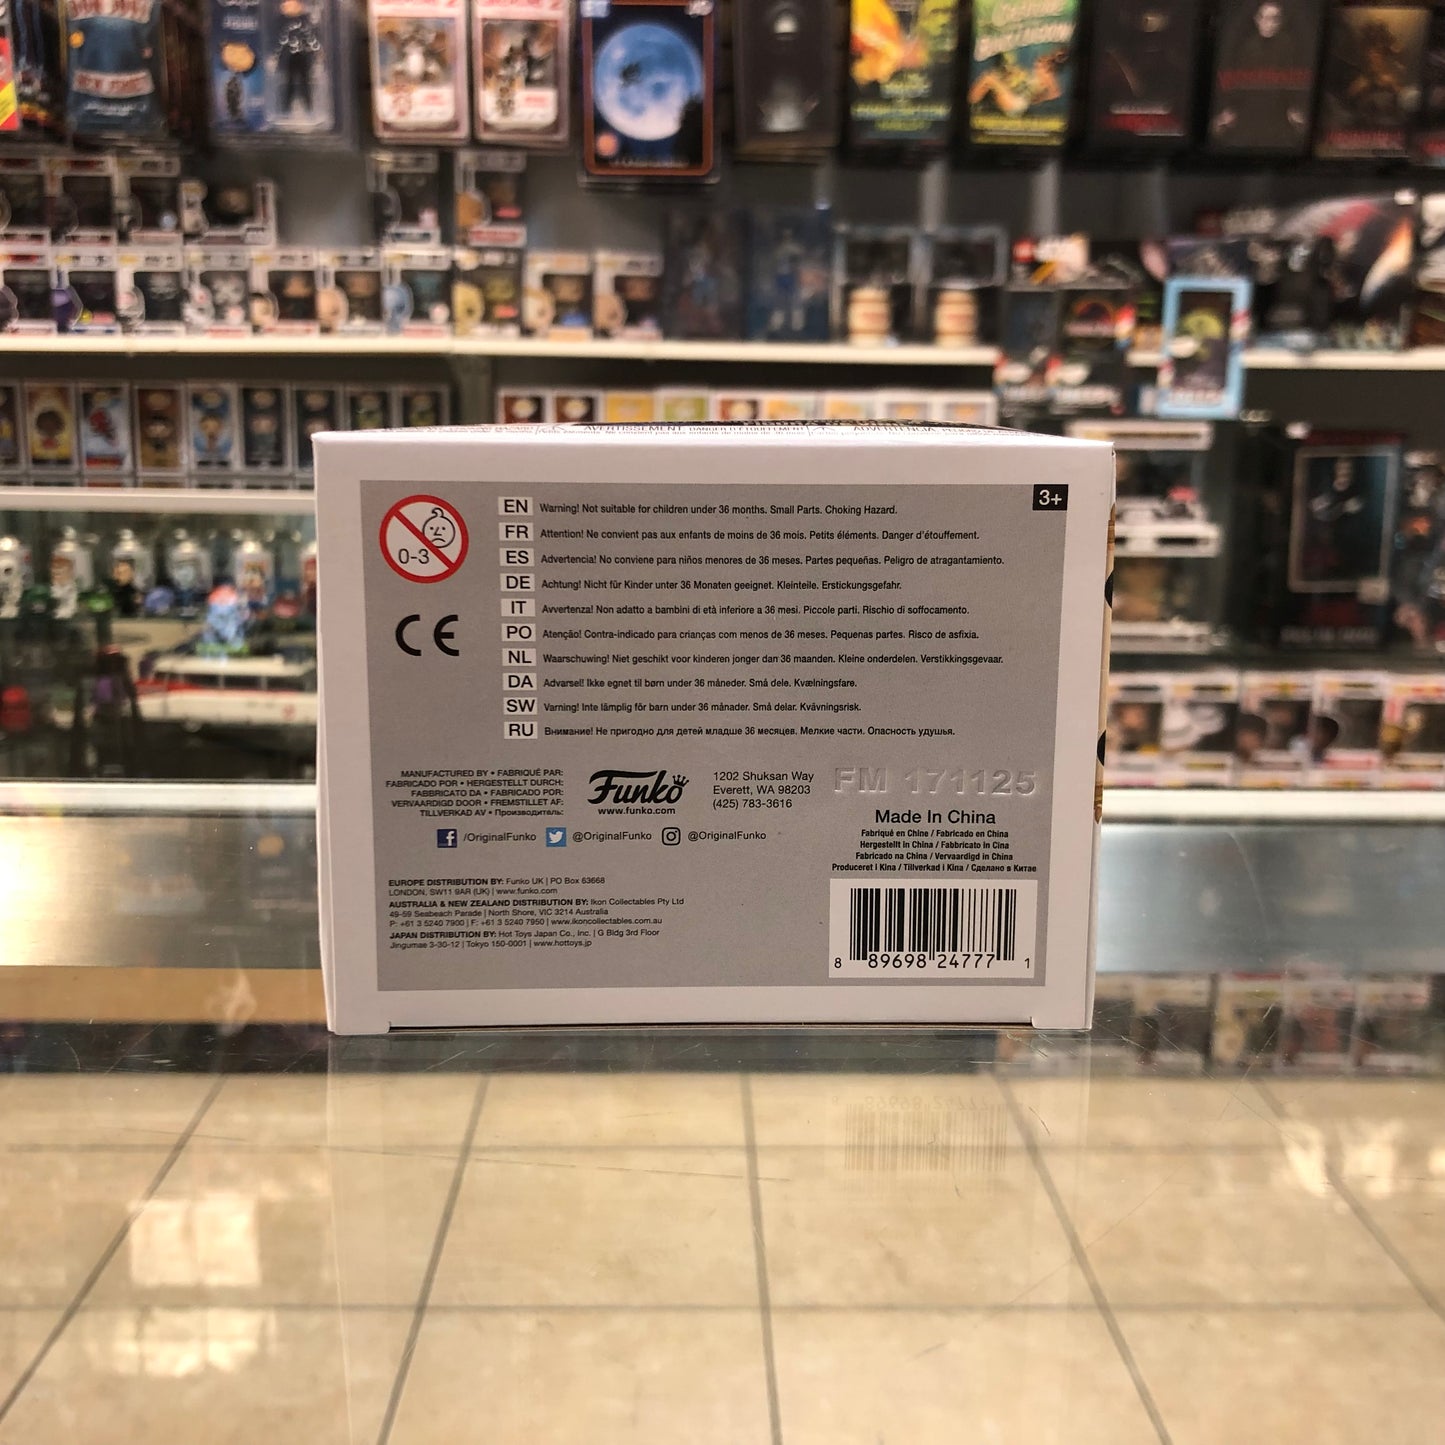 AVERTISSEMENT
3+
0-3
EN Warning! Not suitable for children under 36 months. Small Parts. Choking Hazard.
FR Attention! Ne convient pas aux enfants de moins de 36 mois. Petits éléments. Danger d'étouffement.
ES Advertencia! No conviene para niños menores de 36 meses. Partes pequeñas. Peligro de atragantamiento.
DE Achtung! Nicht für Kinder unter 36 Monaten geeignet. Kleinteile. Erstickungsgefahr.
IT Avvertenza! Non adatto a bambini di età inferiore a 36 mesi. Piccole parti. Rischio di soffocamento.
PO Atenção! Contra-indicado para crianças com menos de 36 meses. Pequenas partes. Risco de asfixia.
NL Waarschuwing! Niet geschikt voor kinderen jonger dan 36 maanden. Kleine onderdelen. Verstikkingsgevaar.
DA Advarsel! Ikke egnet til børn under 36 måneder. Små dele. Kvælningsfare.
SW Varning! Inte lämplig för barn under 36 månader. Små delar. Kvävningsrisk.
RU Внимание! Не пригодно для детей младше 36 месяцев. Мелкие части. Опасность удушья.
CE
MANUFACTURED BY • FABRIQUÉ PAR:
FABRICADO POR • HERGESTELLT DURCH:
FABBRICATO DA • FABRICADO POR:
VERVAARDIGD DOOR • FREMSTILLET AF:
TILLVERKAD AV • Производитель:
Funko
www.funko.com
1202 Shuksan Way
Everett, WA 98203
(425) 783-3616
/OriginalFunko @OriginalFunko @OriginalFunko
FM 171125
Made In China
Fabriqué en Chine / Fabricado en China
Hergestellt in China / Fabbricato in Cina
Fabricado na China / Vervaardigd in China
Produceret i Kina / Tillverkad i Kina / Сделано в Китае
EUROPE DISTRIBUTION BY: Funko UK | PO Box 63668
LONDON, SW11 9AR (UK) | www.funko.com
AUSTRALIA & NEW ZEALAND DISTRIBUTION BY: Ikon Collectables Pty Ltd
49-59 Seabeach Parade | North Shore, VIC 3214 Australia
P: +61 3 5240 7900 | F: +61 3 5240 7950 | www.ikoncollectables.com.au
JAPAN DISTRIBUTION BY: Hot Toys Japan Co., Inc. | G Bldg 3rd Floor
Jingumae 3-30-12 | Tokyo 150-0001 | www.hottoys.jp
8 89698 24777 1